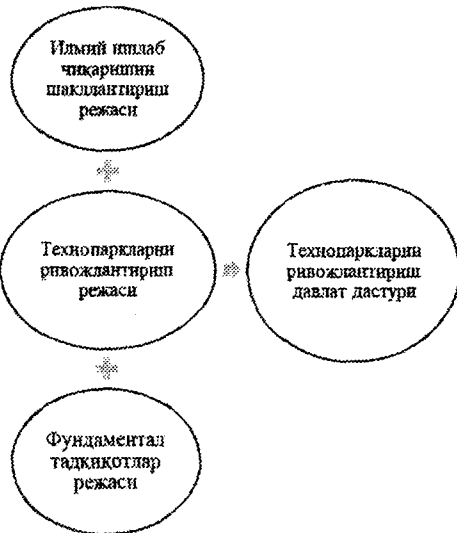 Илмий ишлаб
чиқаришни
шакллантириш
режаси
Технопаркларни
ривожлантириш
режаси
Технопаркларни
ривожлантириш
давлат дастури
Фундаментал
тадқиқотлар
режаси